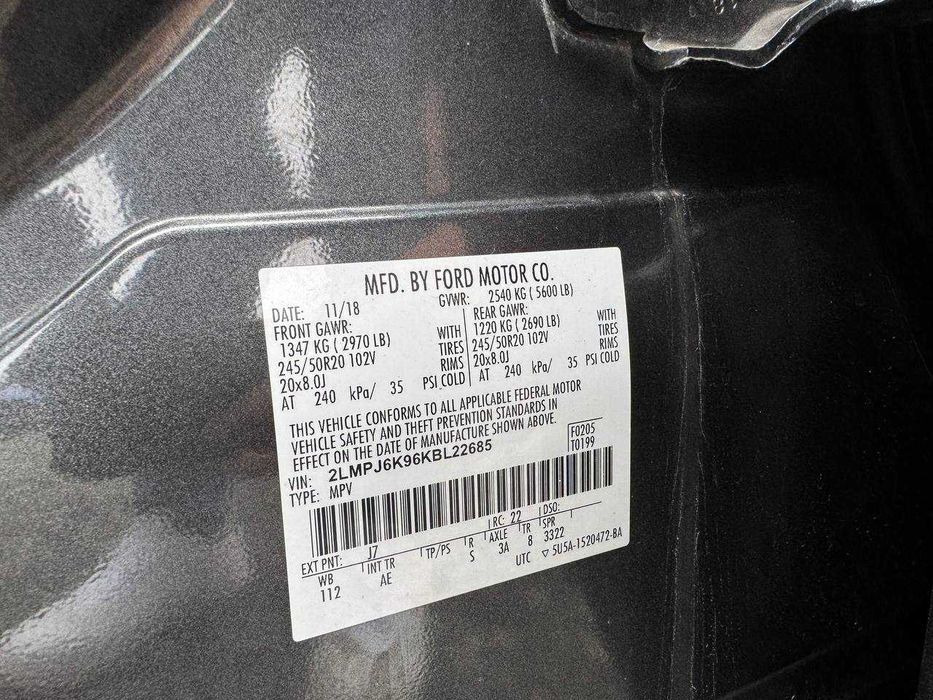 MFD. BY FORD MOTOR CO.
DATE: 11/18 GVWR: 2540 KG ( 5600 LB)
FRONT GAWR: REAR GAWR:
1347 KG ( 2970 LB) WITH 1220 KG ( 2690 LB) WITH
245/50R20 102V TIRES 245/50R20 102V TIRES
20x8.0J RIMS 20x8.0J RIMS
AT 240 kPa/ 35 PSI COLD AT 240 kPa/ 35 PSI COLD
THIS VEHICLE CONFORMS TO ALL APPLICABLE FEDERAL MOTOR
VEHICLE SAFETY AND THEFT PREVENTION STANDARDS IN
EFFECT ON THE DATE OF MANUFACTURE SHOWN ABOVE.
VIN: 2LMPJ6K96KBL22685 F0205
TYPE: MPV T0199
RC: 22 DSO:
EXT PNT: J7 TP/PS R AXLE TR SPR
WB INT TR S 3A 8 3322
112 AE UTC ▽ 5U5A-1520472-BA